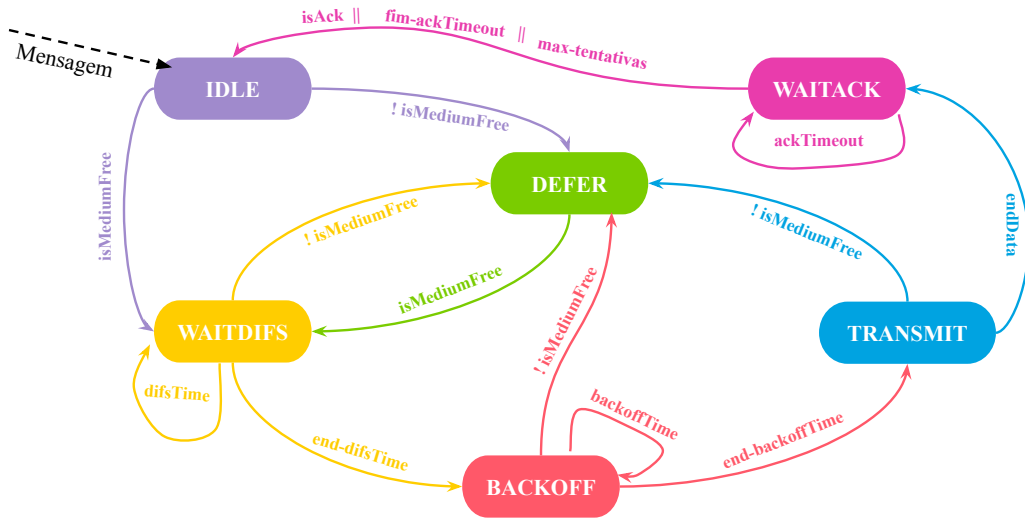 isAck || fim-ackTimeout || max-tentativas
Mensagem
IDLE
WAITACK
! isMediumFree
ackTimeout
DEFER
isMediumFree
! isMediumFree
! isMediumFree
endData
isMediumFree
WAITDIFS
! isMediumFree
TRANSMIT
difsTime
backoffTime
end-difsTime
end-backoffTime
BACKOFF